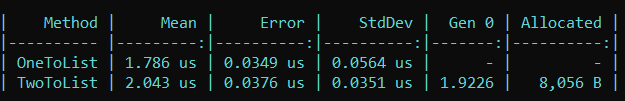 |    Method |     Mean |     Error |    StdDev |  Gen 0 | Allocated |
|---------- |---------:|----------:|----------:|-------:|----------:|
| OneToList | 1.786 us | 0.0349 us | 0.0564 us |      - |         - |
| TwoToList | 2.043 us | 0.0376 us | 0.0351 us | 1.9226 |   8,056 B |